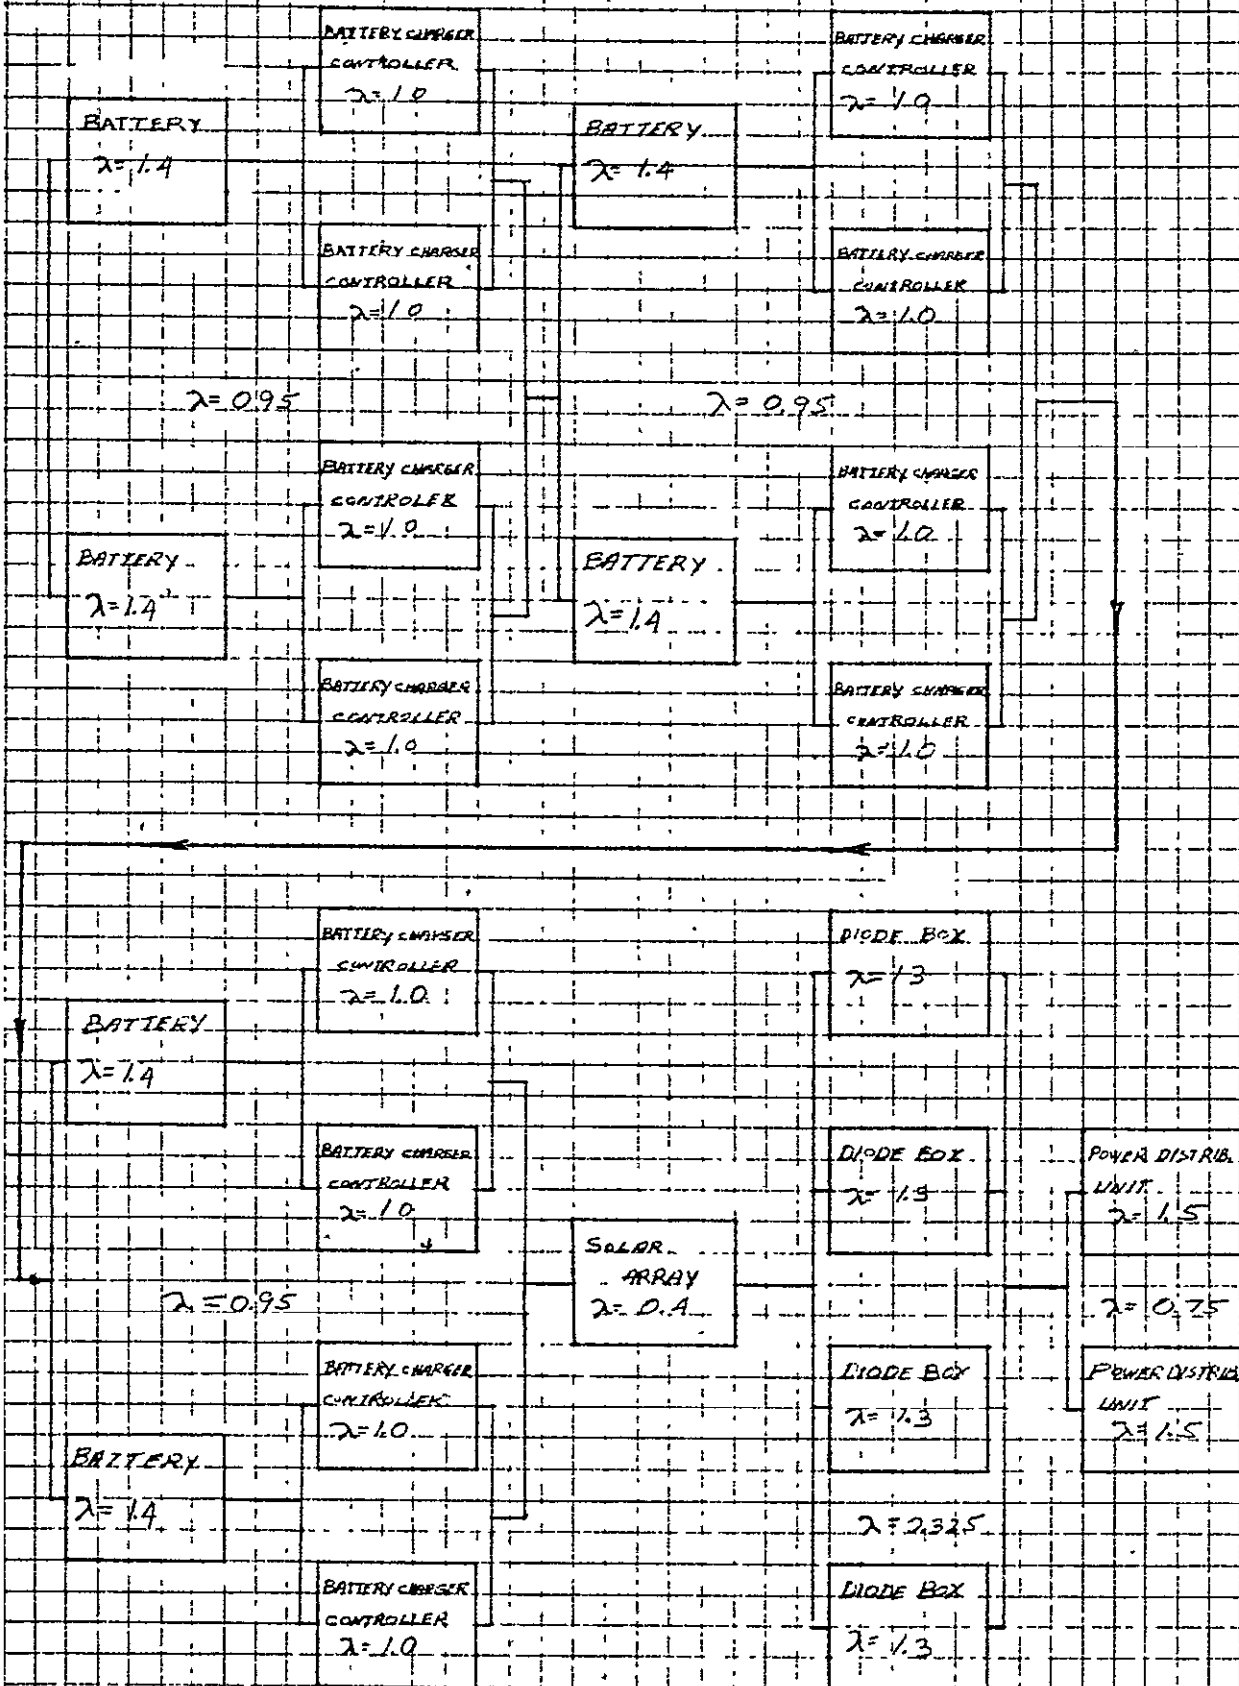 BATTERY CHARGER
CONTROLLER
λ=1.0
BATTERY
λ=1.4
BATTERY CHARGER
CONTROLLER
λ=1.0
λ=0.95
BATTERY CHARGER
CONTROLER
λ=1.0
BATTERY
λ=1.4
BATTERY CHARGER
CONTROLLER
λ=1.0
BATTERY CHARGER
CONTROLLER
λ=1.0
BATTERY
λ=1.4
BATTERY CHARGER
CONTROLLER
λ=1.0
λ=0.95
BATTERY CHARGER
CONTROLLER
λ=1.0
BATTERY
λ=1.4
BATTERY CHARGER
CONTROLLER
λ=1.0
BATTERY CHARGER
CONTROLLER
λ=1.0
BATTERY
λ=1.4
BATTERY CHARGER
CONTROLLER
λ=1.0
λ=0.95
BATTERY CHARGER
CONTROLLER
λ=1.0
BATTERY
λ=1.4
BATTERY CHARGER
CONTROLLER
λ=1.0
SOLAR
ARRAY
λ=0.4
DIODE BOX
λ=1.3
DIODE BOX
λ=1.3
DIODE BOX
λ=1.3
λ=2.325
DIODE BOX
λ=1.3
POWER DISTRIB.
UNIT
λ=1.5
λ=0.75
POWER DISTRIB
UNIT
λ=1.5